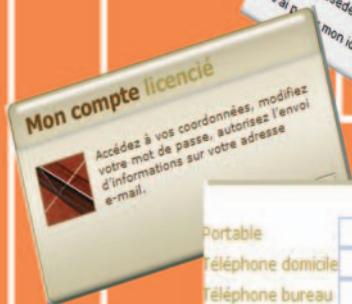 mon
Mon compte licencié
Accédez à vos coordonnées, modifiez
votre mot de passe, autorisez l'envoi
d'informations sur votre adresse
e-mail.
Portable
Téléphone domicile
Téléphone bureau